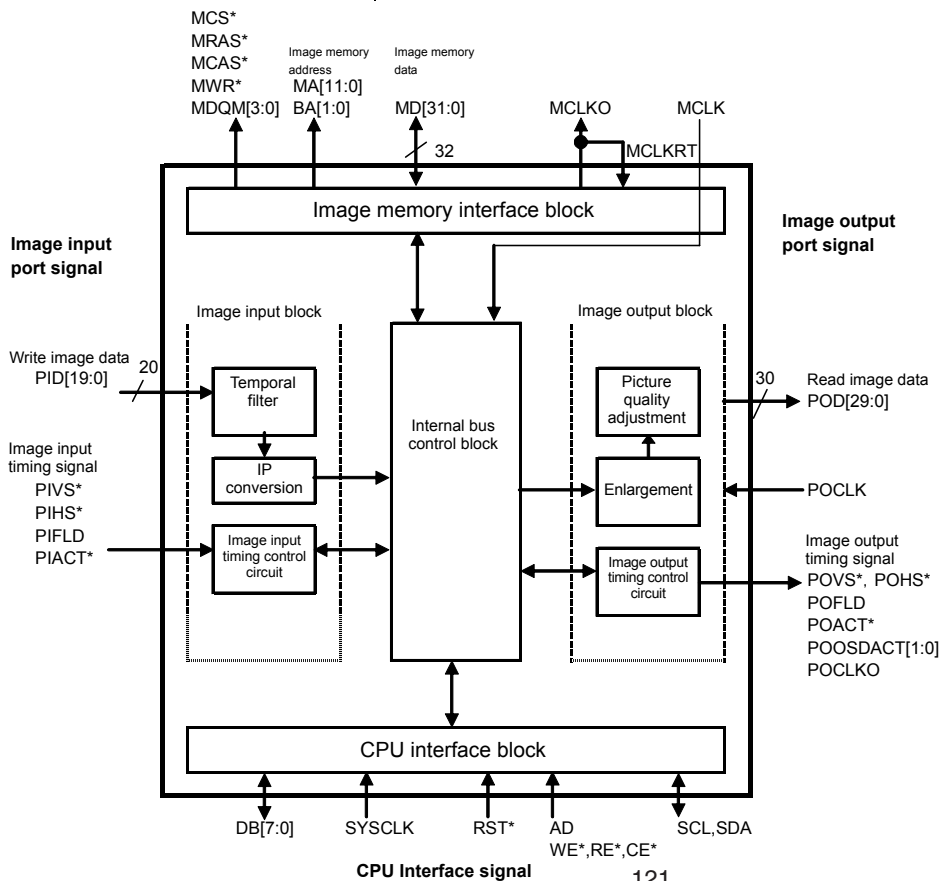 MCS*
MRAS*
MCAS*
MWR*
MDQM[3:0]
Image memory
address
MA[11:0]
BA[1:0]
Image memory
data
MD[31:0]
MCLKO
MCLK
32
MCLKRT
Image memory interface block
Image input
port signal
Image output
port signal
Image input block
Image output block
Write image data
PID[19:0]
20
Temporal
filter
IP
conversion
Image input
timing control
circuit
Internal bus
control block
Picture
quality
adjustment
Enlargement
Image output
timing control
circuit
30
Read image data
POD[29:0]
Image input
timing signal
PIVS*
PIHS*
PIFLD
PIACT*
POCLK
Image output
timing signal
POVS*, POHS*
POFLD
POACT*
POOSDACT[1:0]
POCLKO
CPU interface block
DB[7:0]
SYSCLK
RST*
AD
WE*,RE*,CE*
SCL,SDA
CPU Interface signal
121